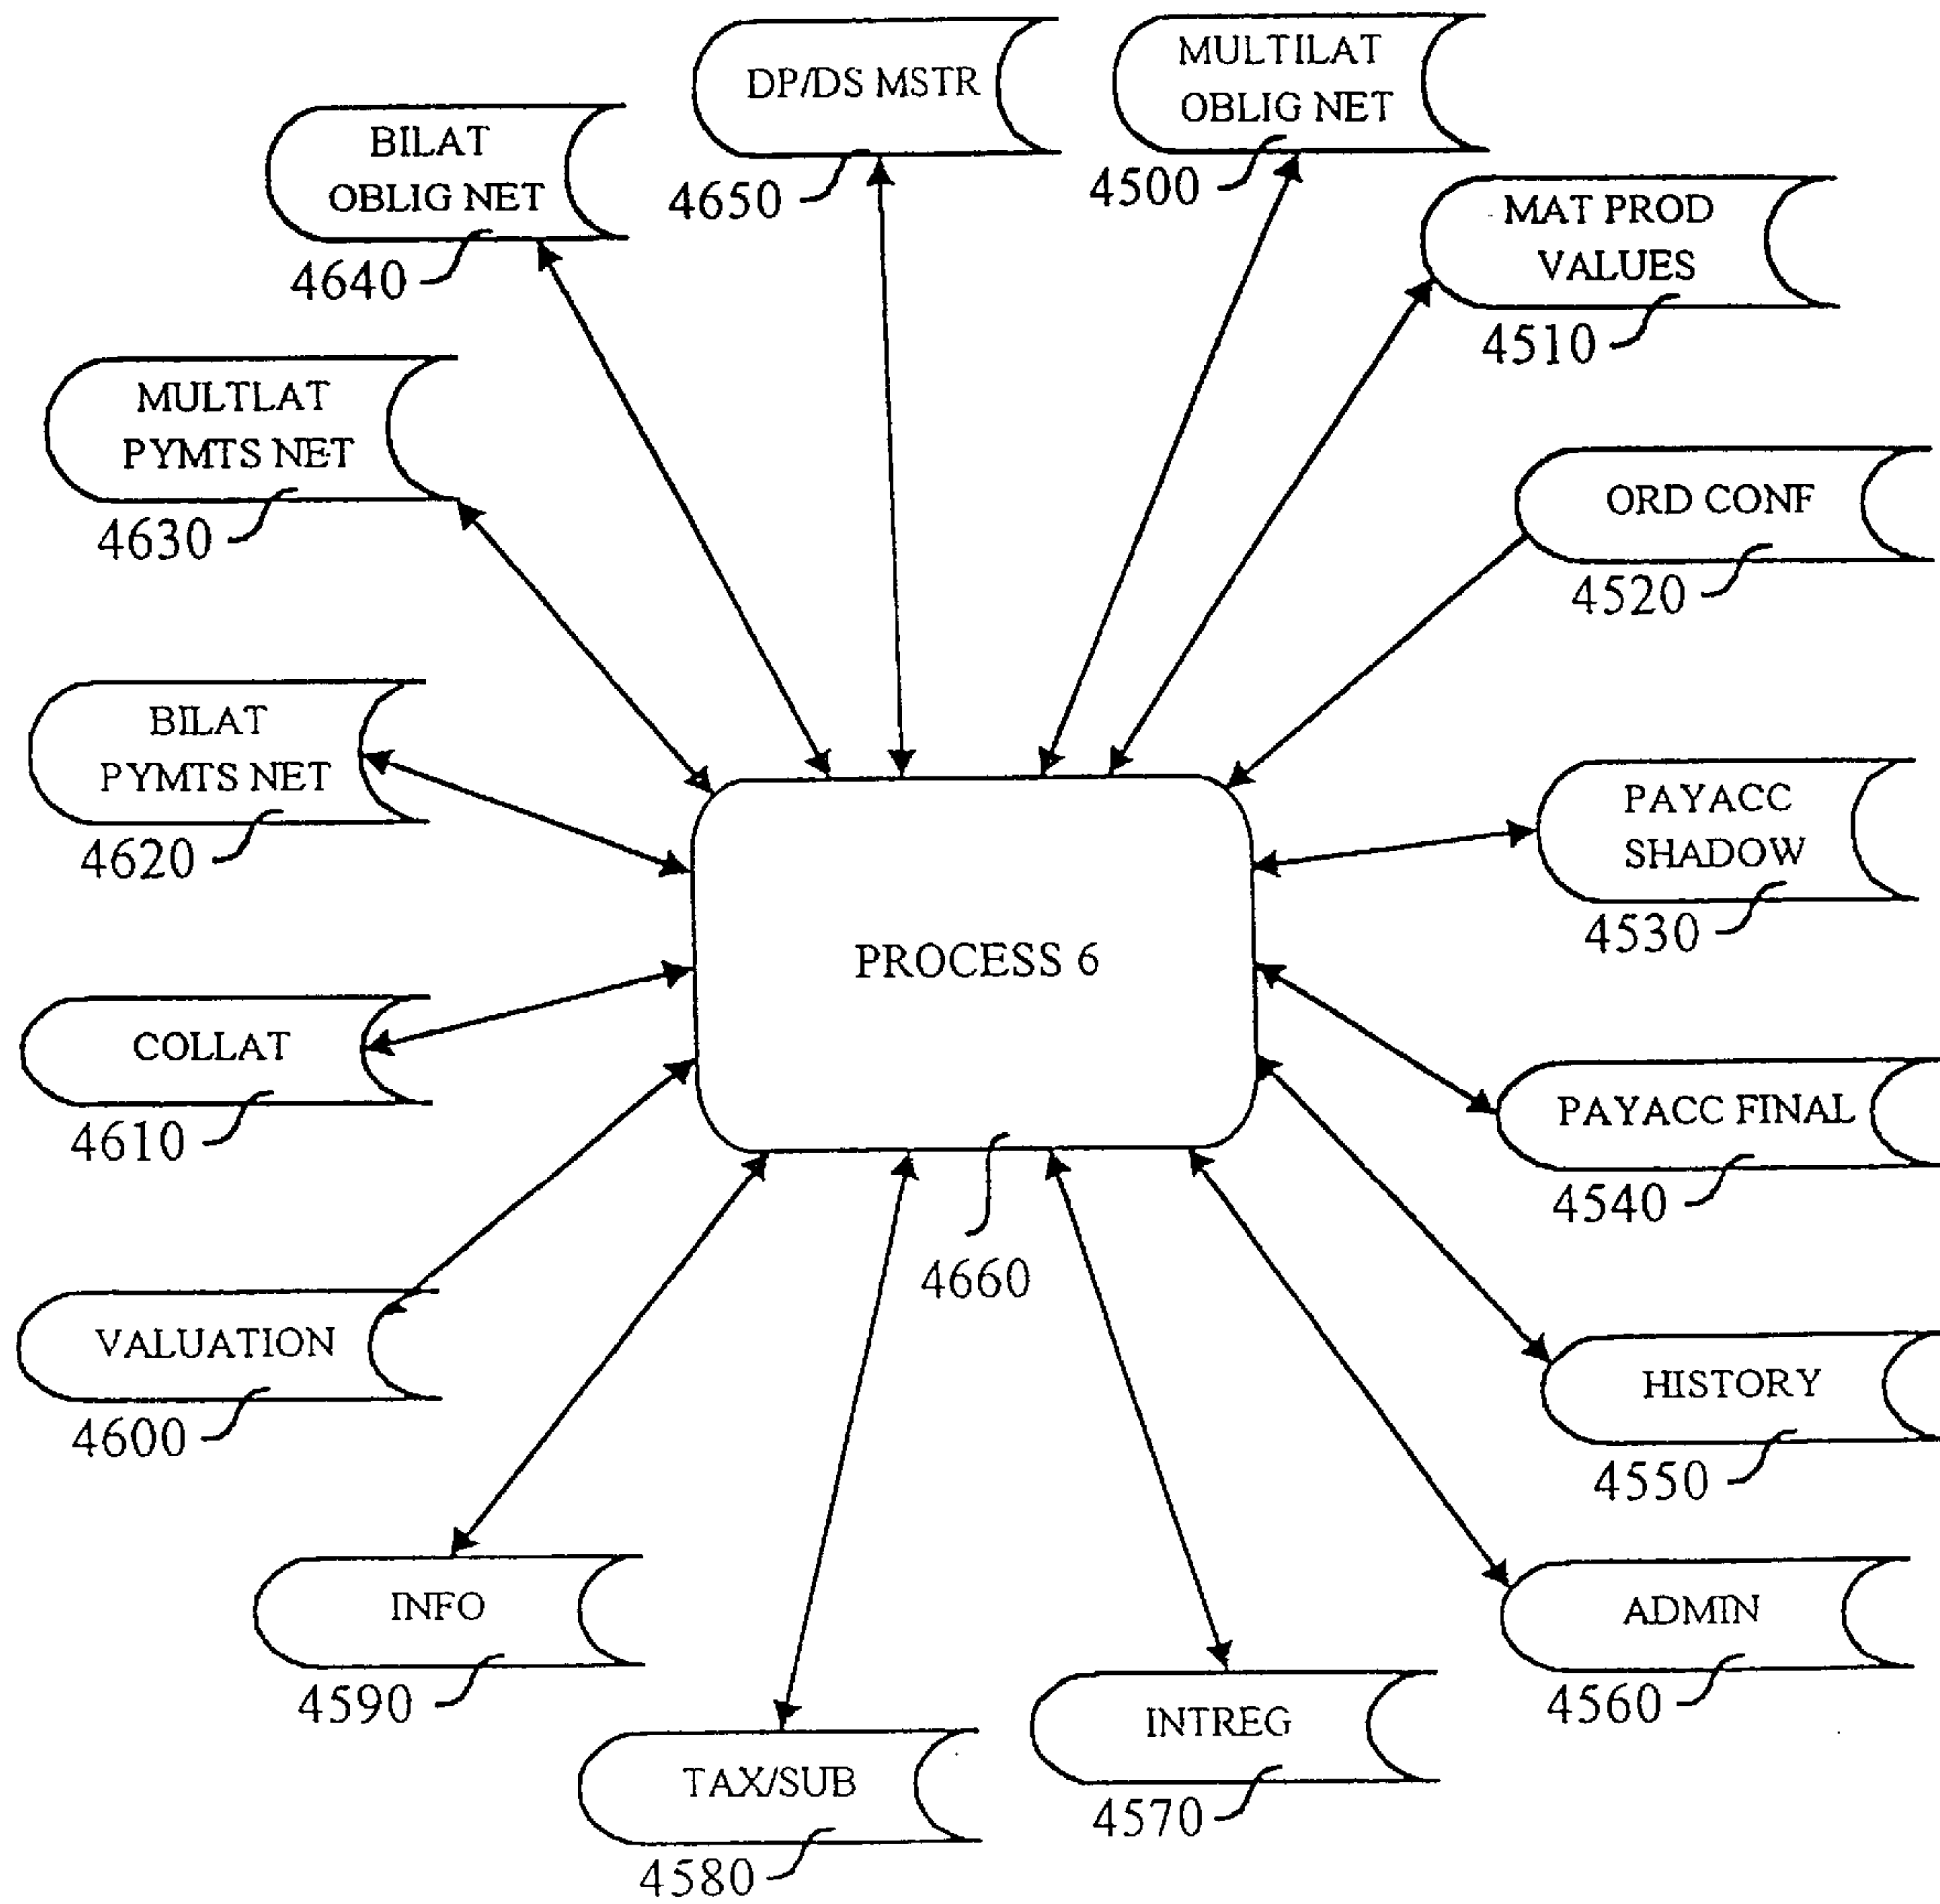 DP/DS MSTR
4650
MULTILAT
OBLIG NET
4500
BILAT
OBLIG NET
4640
MAT PROD
VALUES
4510
MULTLAT
PYMTS NET
4630
ORD CONF
4520
BILAT
PYMTS NET
4620
PAYACC
SHADOW
4530
PROCESS 6
4660
COLLAT
4610
PAYACC FINAL
4540
VALUATION
4600
HISTORY
4550
INFO
4590
ADMIN
4560
TAX/SUB
4580
INTREG
4570